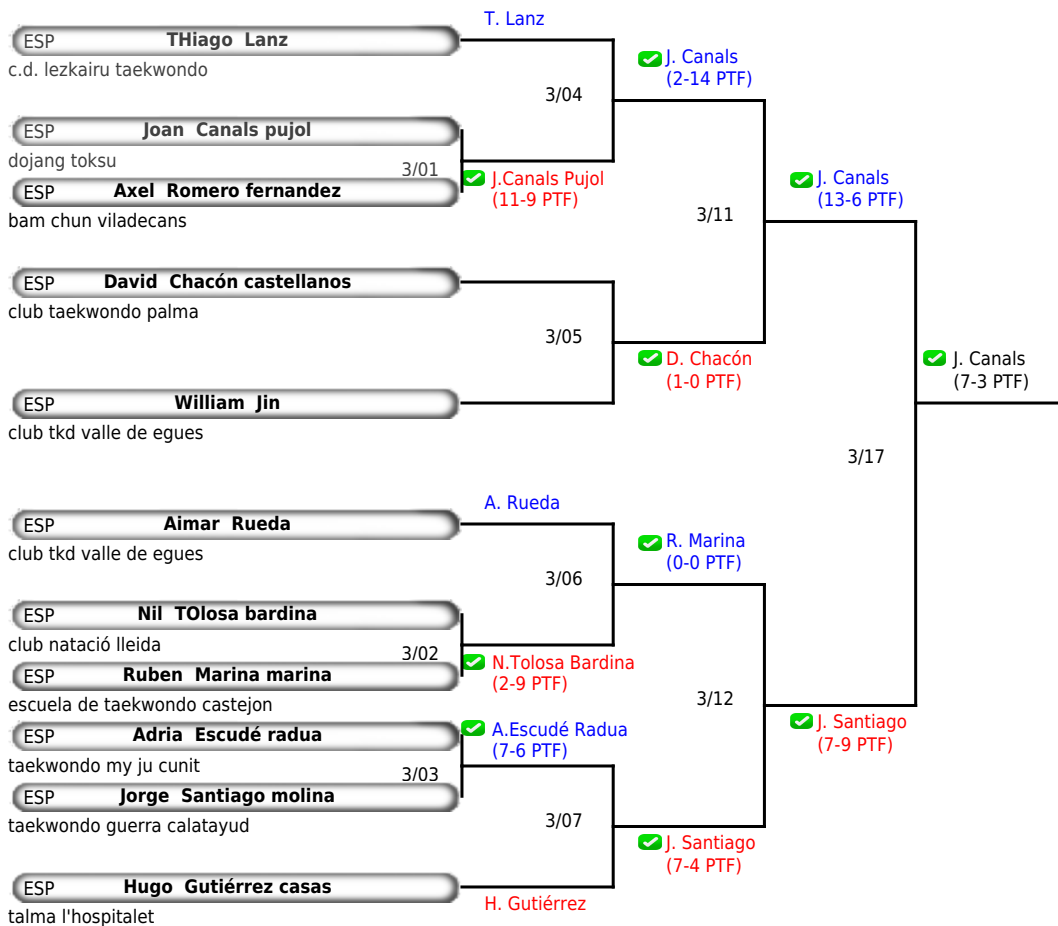 T. Lanz
ESP THiago Lanz
c.d. lezkairu taekwondo
J. Canals
(2-14 PTF)
3/04
ESP Joan Canals pujol
dojang toksu
3/01
ESP Axel Romero fernandez
bam chun viladecans
J.Canals Pujol
(11-9 PTF)
J. Canals
(13-6 PTF)
3/11
ESP David Chacón castellanos
club taekwondo palma
3/05
D. Chacón
(1-0 PTF)
J. Canals
(7-3 PTF)
ESP William Jin
club tkd valle de egues
3/17
A. Rueda
ESP Aimar Rueda
club tkd valle de egues
R. Marina
(0-0 PTF)
3/06
ESP Nil TOlosa bardina
club natació lleida
3/02
ESP Ruben Marina marina
escuela de taekwondo castejon
N.Tolosa Bardina
(2-9 PTF)
3/12
ESP Adria Escudé radua
taekwondo my ju cunit
A.Escudé Radua
(7-6 PTF)
J. Santiago
(7-9 PTF)
3/03
ESP Jorge Santiago molina
taekwondo guerra calatayud
3/07
J. Santiago
(7-4 PTF)
ESP Hugo Gutiérrez casas
talma l'hospitalet
H. Gutiérrez